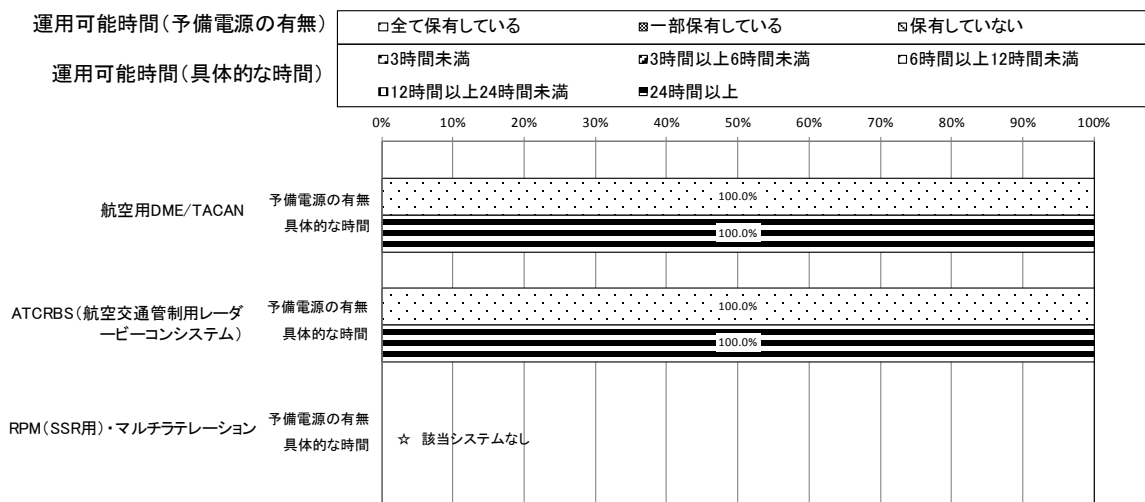 運用可能時間(予備電源の有無) 全て保有している 一部保有している 保有していない
運用可能時間(具体的な時間) 3時間未満 3時間以上6時間未満 6時間以上12時間未満
12時間以上24時間未満 24時間以上
0% 10% 20% 30% 40% 50% 60% 70% 80% 90% 100%
航空用DME/TACAN
予備電源の有無 100.0%
具体的な時間 100.0%
ATCRBS(航空交通管制用レーダ
ービーコンシステム)
予備電源の有無 100.0%
具体的な時間 100.0%
RPM(SSR用)・マルチラテレーション
予備電源の有無
具体的な時間 ☆ 該当システムなし